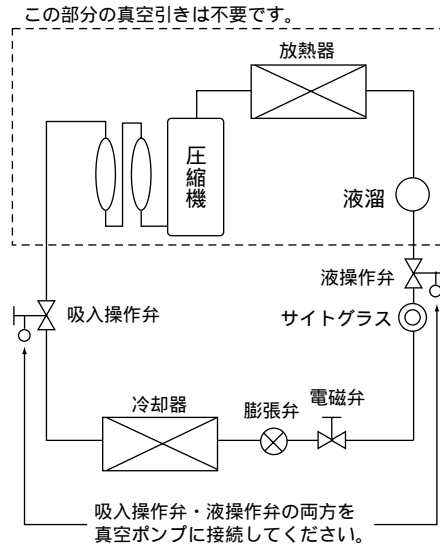 この部分の真空引きは不要です。
放熱器
圧縮機
液溜
液操作弁
吸入操作弁
サイトグラス
冷却器
膨張弁
電磁弁
吸入操作弁・液操作弁の両方を
真空ポンプに接続してください。